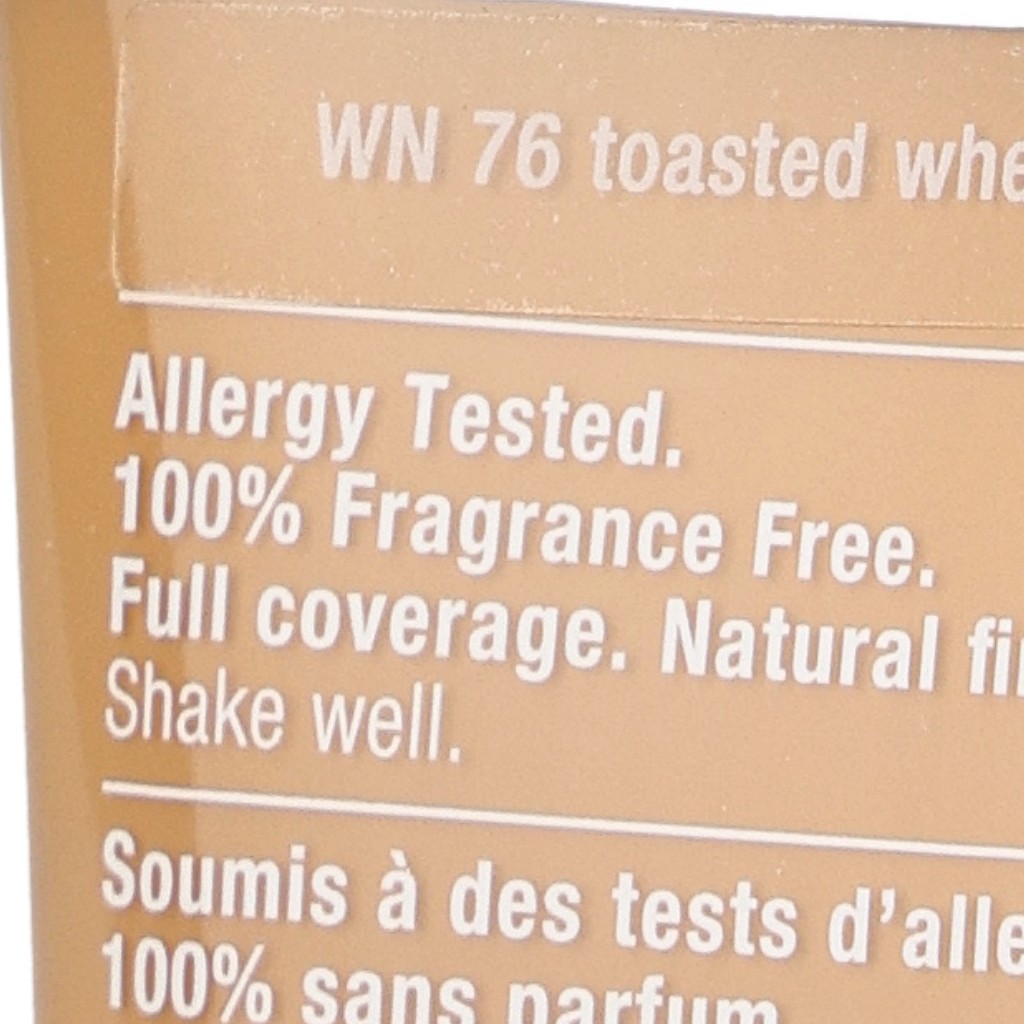 WN 76 toasted whe
Allergy Tested.
100% Fragrance Free.
Full coverage. Natural fin
Shake well.
Soumis à des tests d’alle
100% sans parfum